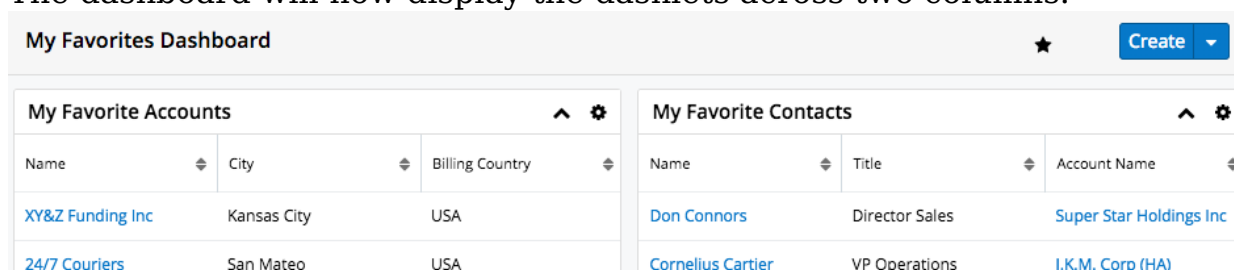 The dashboard will now display the dashlets across two columns.
My Favorites Dashboard Create
My Favorite Accounts My Favorite Contacts
Name City Billing Country Name Title Account Name
XY&Z Funding Inc Kansas City USA Don Connors Director Sales Super Star Holdings Inc
24/7 Couriers San Mateo USA Cornelius Cartier VP Operations I.K.M. Corp (HA)